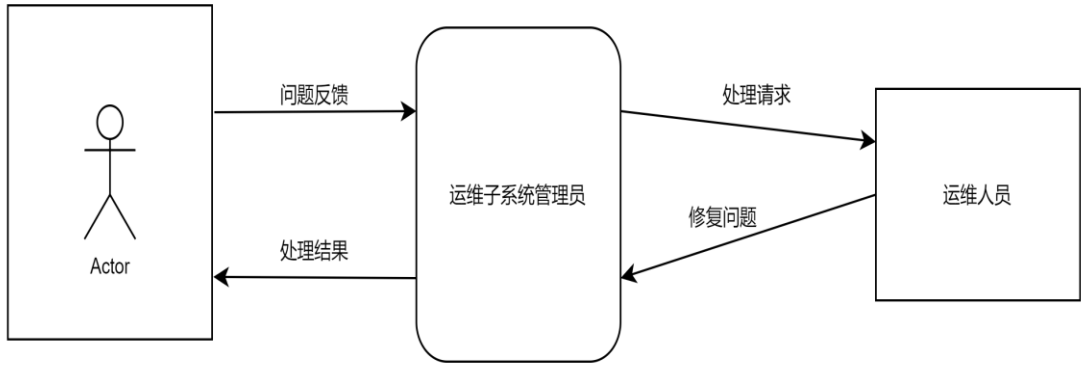 问题反馈
处理请求
运维子系统管理员
运维人员
修复问题
处理结果
Actor